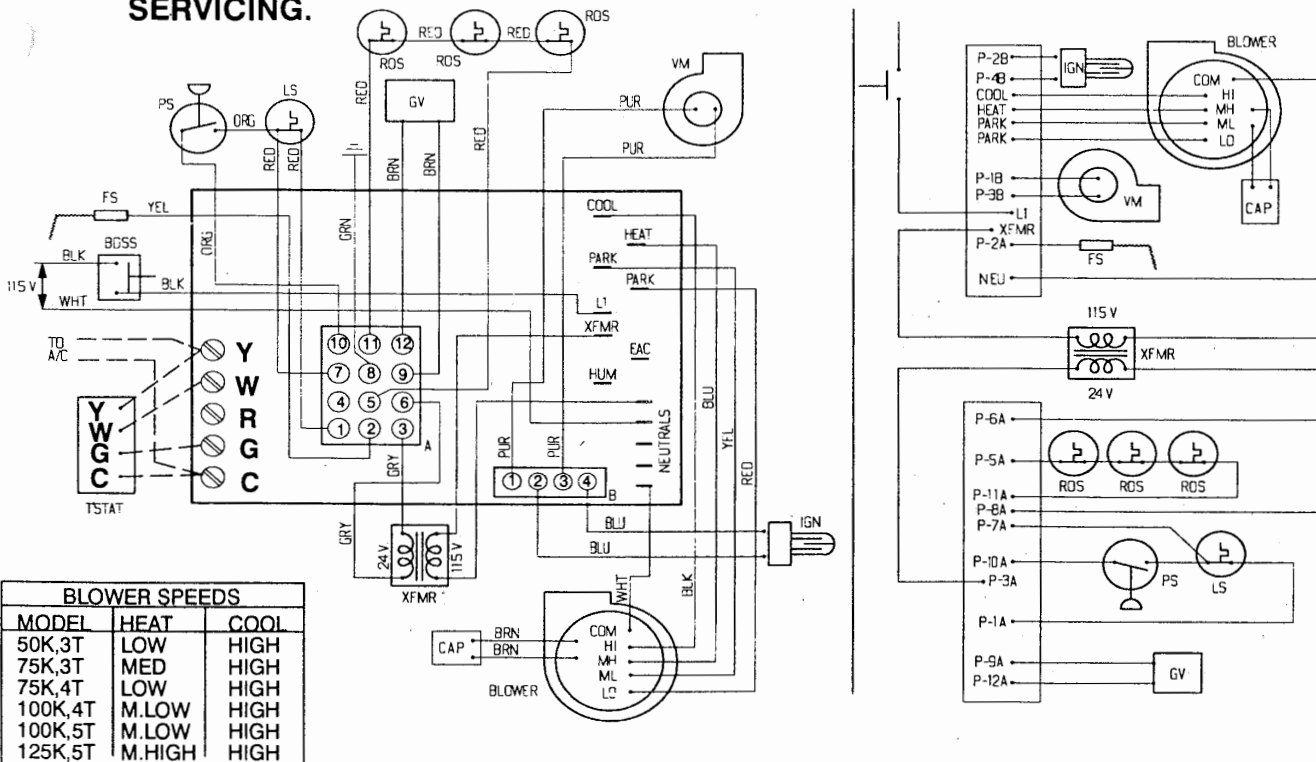 SERVICING.
RED
RED
ROS
ROS
ROS
GV
VM
PS
ORG
LS
RED
RED
RED
BRN
BRN
RED
PUR
PUR
FS
YEL
BDSS
BLK
BLK
115 V
WHT
TO
A/C
ORG
GRN
COOL
HEAT
PARK
PARK
L1
XFMR
EAC
HUM
NEUTRALS
Y
W
R
G
C
Y
W
G
C
TSTAT
10 11 12
7 8 9
4 5 6
1 2 3
A
GRY
GRY
PUR
PUR
1 2 3 4
B
BLU
YEL
RED
BLU
BLU
IGN
24 V
115 V
XFMR
WHT
BLK
CAP
BRN
BRN
BLOWER
COM
HI
MH
ML
LO
BLOWER SPEEDS
MODEL HEAT COOL
50K,3T LOW HIGH
75K,3T MED HIGH
75K,4T LOW HIGH
100K,4T M.LOW HIGH
100K,5T M.LOW HIGH
125K,5T M.HIGH HIGH
P-2B
P-4B
COOL
HEAT
PARK
PARK
IGN
BLOWER
COM
HI
MH
ML
LO
CAP
P-1B
P-3B
VM
L1
XFMR
P-2A
FS
NEU
115 V
XFMR
24 V
P-6A
P-5A
ROS
ROS
ROS
P-11A
P-8A
P-7A
P-10A
P-3A
PS
LS
P-1A
P-9A
P-12A
GV